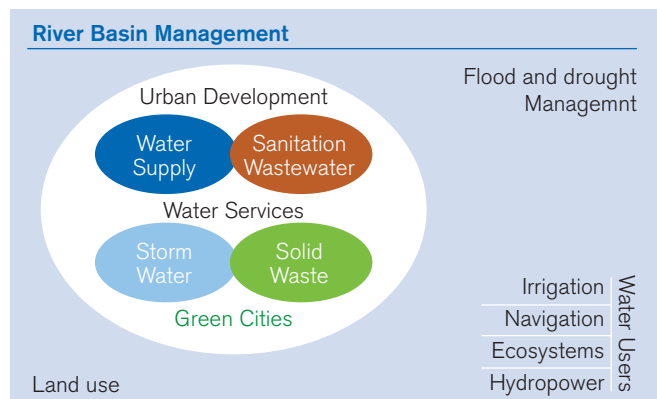 River Basin Management
Flood and drought
Managemnt
Urban Development
Water
Supply
Sanitation
Wastewater
Water Services
Storm
Water
Solid
Waste
Green Cities
Irrigation
Navigation
Ecosystems
Hydropower
Water Users
Land use